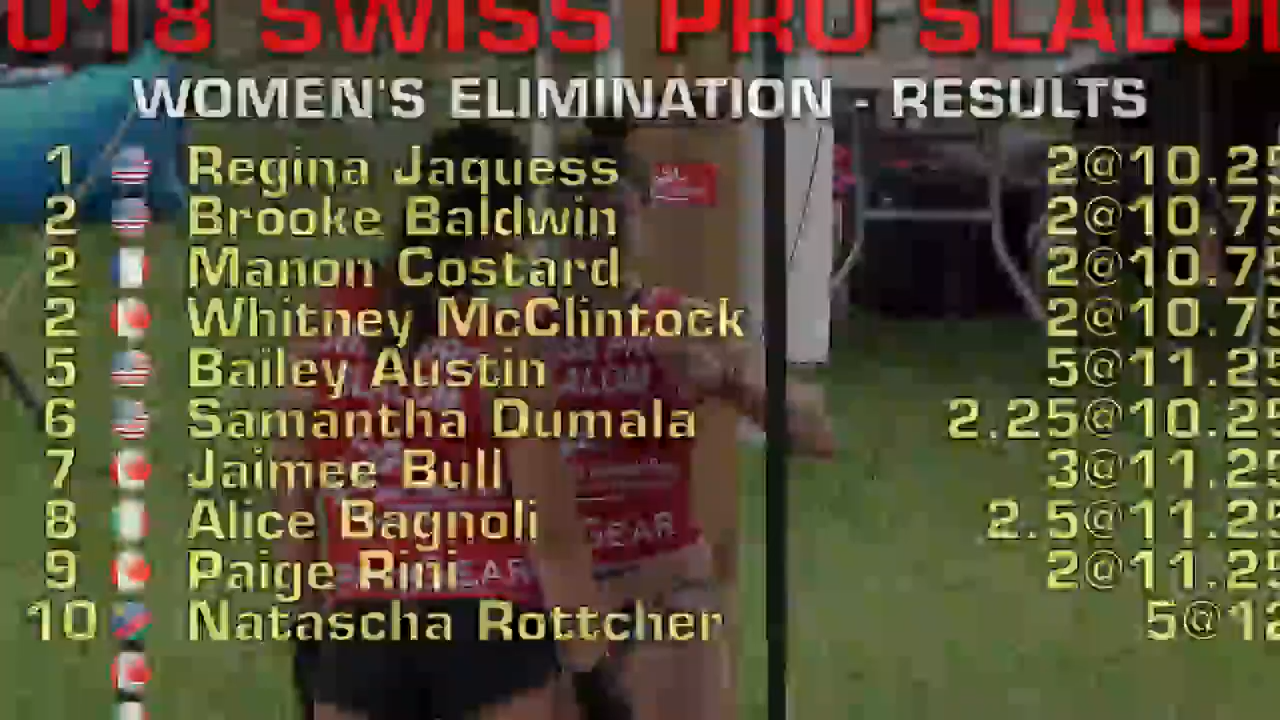 018 SWISS PRO SLALO
WOMEN'S ELIMINATION - RESULTS
1 Regina Jaquess 2@10.25
2 Brooke Baldwin 2@10.75
2 Manon Costard 2@10.75
2 Whitney McClintock 2@10.75
5 Bailey Austin 5@11.25
6 Samantha Dumala 2.25@10.25
7 Jaimee Bull 3@11.25
8 Alice Bagnoli 2.5@11.25
9 Paige Rini 2@11.25
10 Natascha Rottcher 5@12
GEAR
EAR